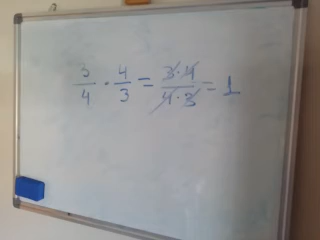 3/4 · 4/3 = 3·4/4·3 = 1